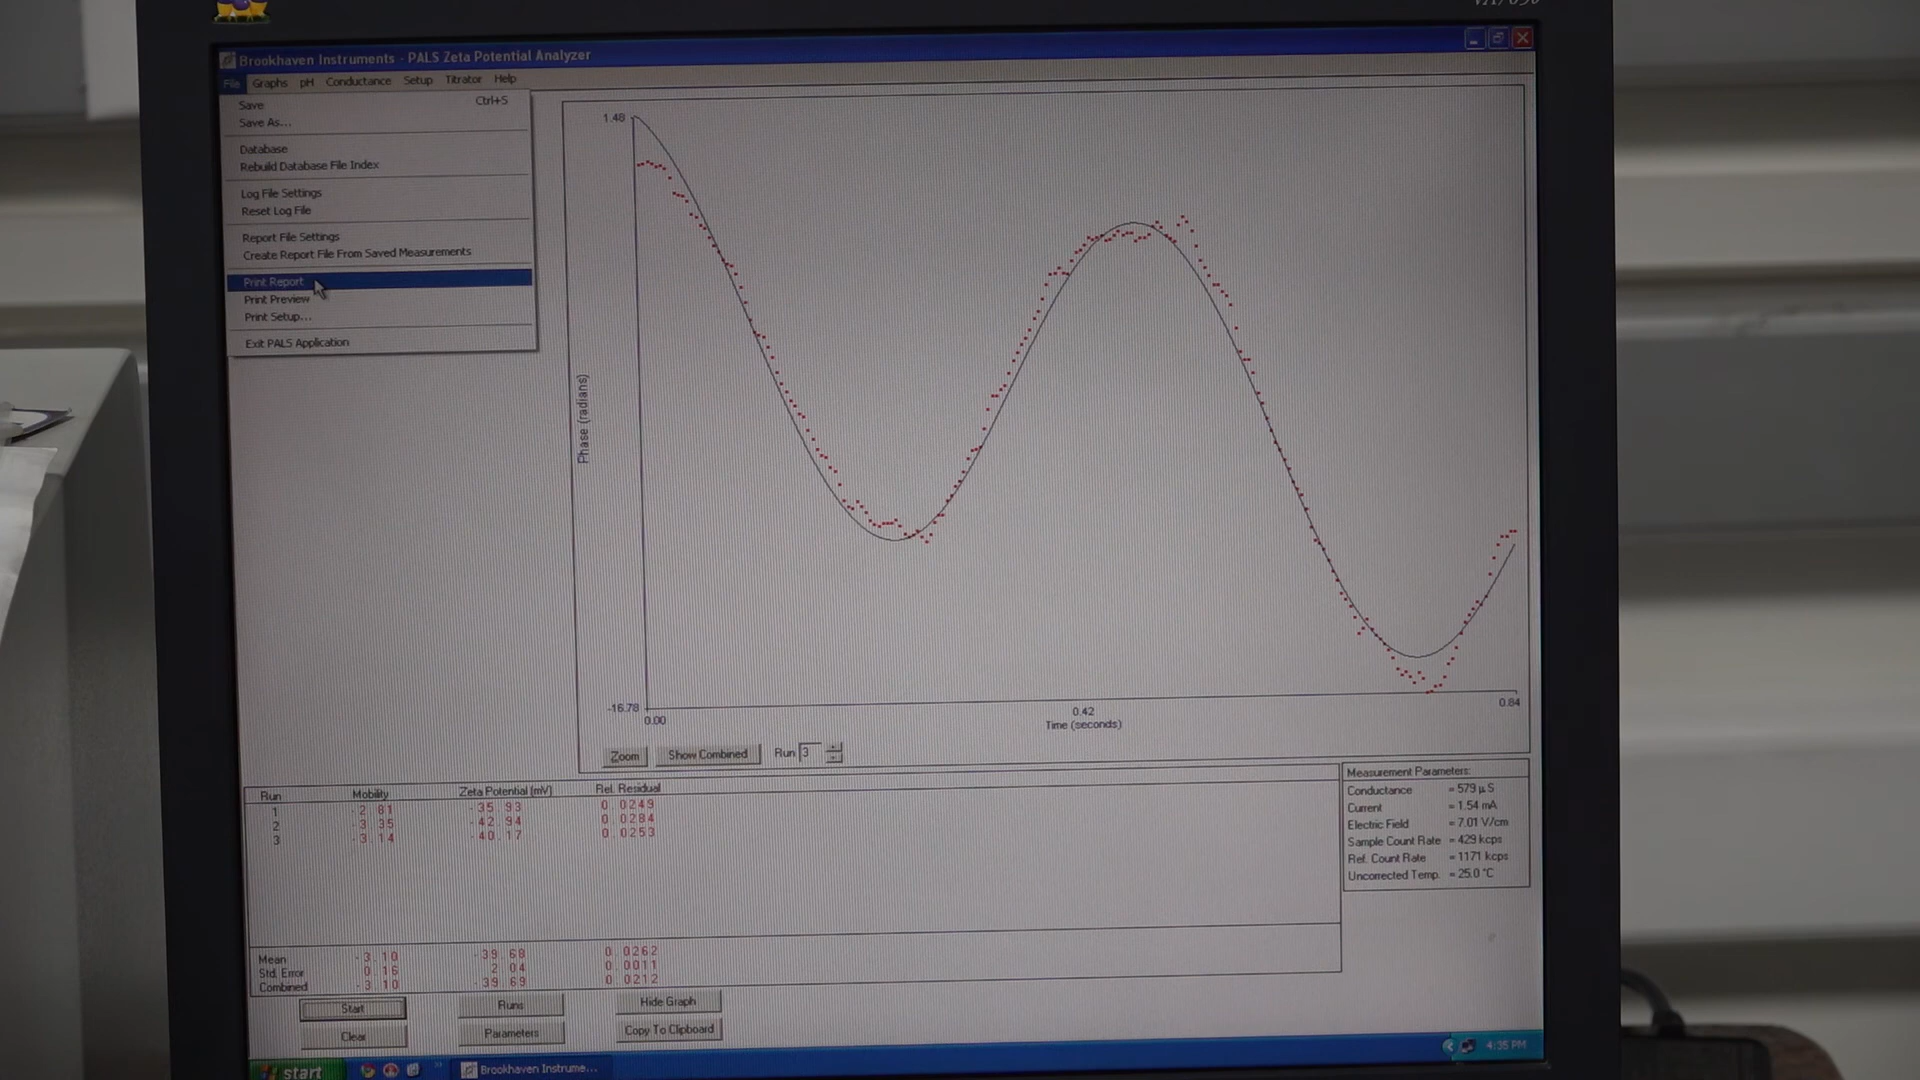 Brookhaven Instruments - PALS Zeta Potential Analyzer
File Graphs pH Conductance Setup Titrator Help
Save Ctrl+S
Save As...
Database
Rebuild Database File Index
Log File Settings
Reset Log File
Report File Settings
Create Report File From Saved Measurements
Print Report
Print Preview
Print Setup...
Exit PALS Application
1.48
Phase (radians)
-16.78
0.00
0.42
0.84
Time (seconds)
Zoom Show Combined Run 3
Run Mobility Zeta Potential (mV) Rel. Residual
1 -2.81 -35.93 0.0249
2 -3.35 -42.94 0.0284
3 -3.14 -40.17 0.0253
Mean -3.10 -39.68 0.0262
Std. Error 0.16 2.04 0.0011
Combined -3.10 -39.69 0.0212
Measurement Parameters:
Conductance = 579 µS
Current = 1.54 mA
Electric Field = 7.01 V/cm
Sample Count Rate = 429 kcps
Ref. Count Rate = 1171 kcps
Uncorrected Temp. = 25.0 °C
Start Runs Hide Graph
Clear Parameters Copy To Clipboard
start Brookhaven Instrume... 4:35 PM